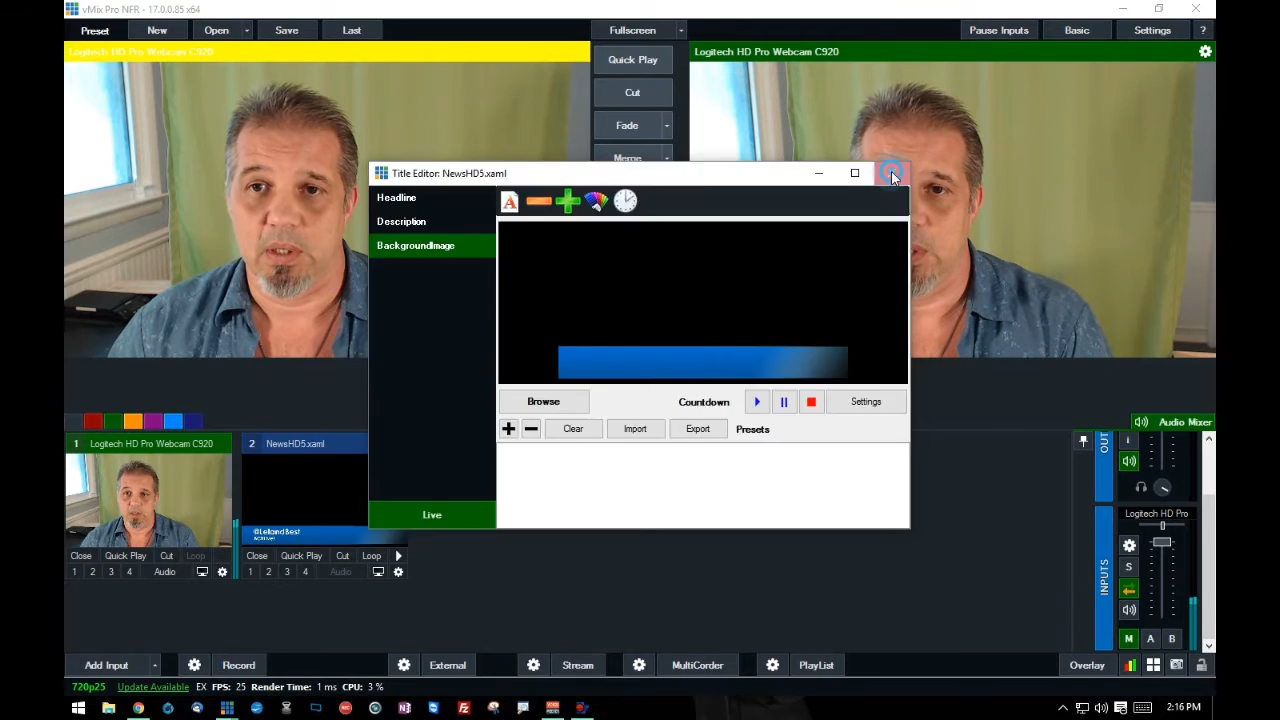 vMix Pro NFR - 17.0.0.85 x64
Preset New Open Save Last Fullscreen Pause Inputs Basic Settings ?
Logitech HD Pro Webcam C920
Logitech HD Pro Webcam C920
Quick Play
Cut
Fade
Merge
Title Editor: NewsHD5.xaml
Headline
Description
BackgroundImage
Live
Browse Countdown Settings
Clear Import Export Presets
1 Logitech HD Pro Webcam C920
2 NewsHD5.xaml
@LelandBest
Close Quick Play Cut Loop
1 2 3 4 Audio
Close Quick Play Cut Loop
1 2 3 4 Audio
Audio Mixer
OUT
Logitech HD Pro
INPUTS
S
M A B
Add Input Record External Stream MultiCorder PlayList Overlay
720p25 Update Available EX FPS: 25 Render Time: 1 ms CPU: 3 %
2:16 PM